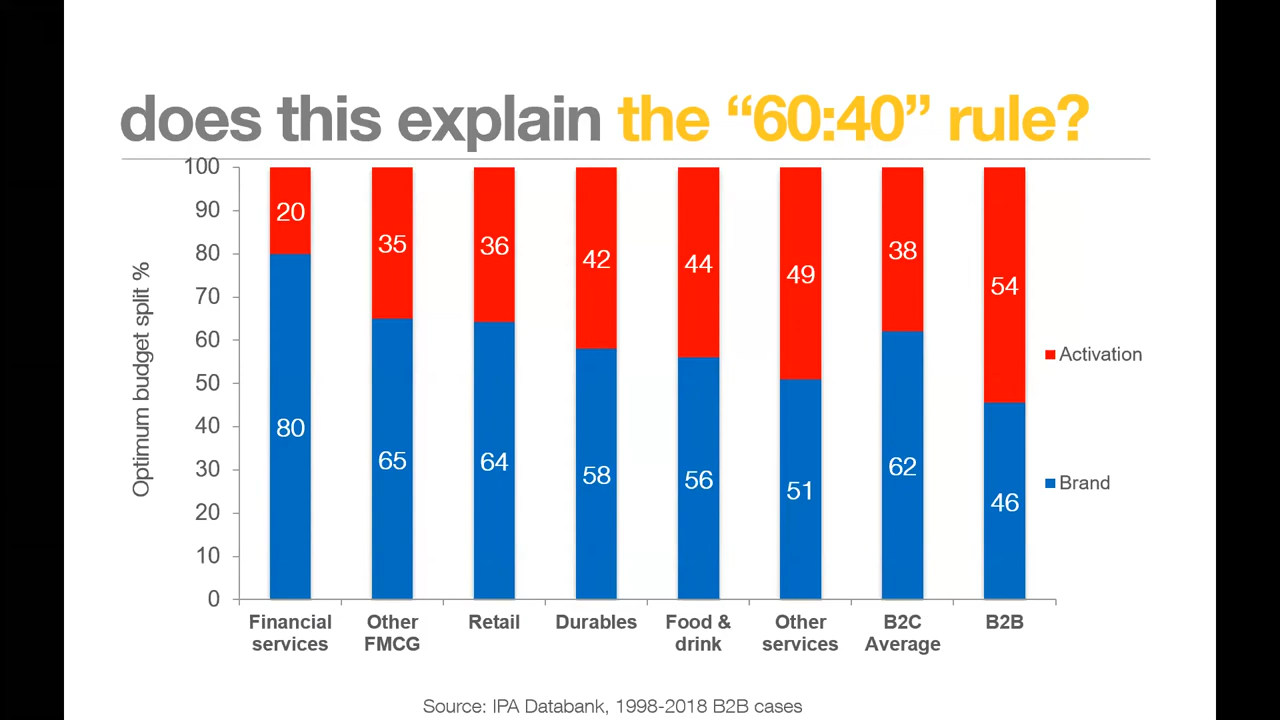 does this explain the “60:40” rule?
100
90
80
70
60
50
40
30
20
10
0
Optimum budget split %
20
35
36
42
44
49
38
54
80
65
64
58
56
51
62
46
Activation
Brand
Financial
services
Other
FMCG
Retail
Durables
Food &
drink
Other
services
B2C
Average
B2B
Source: IPA Databank, 1998-2018 B2B cases